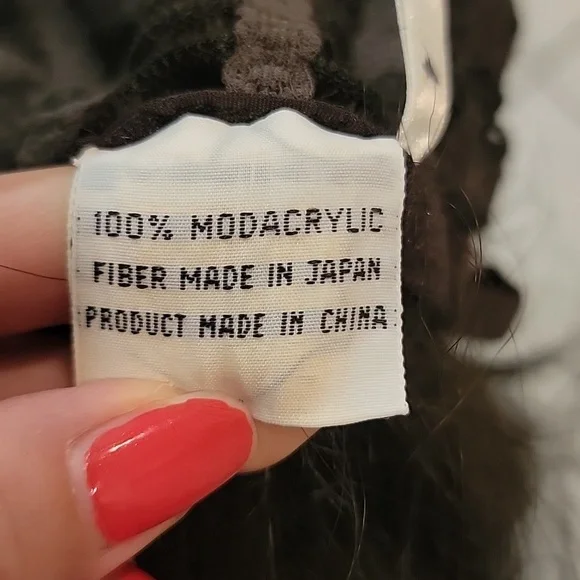 100% MODACRYLIC
FIBER MADE IN JAPAN
PRODUCT MADE IN CHINA